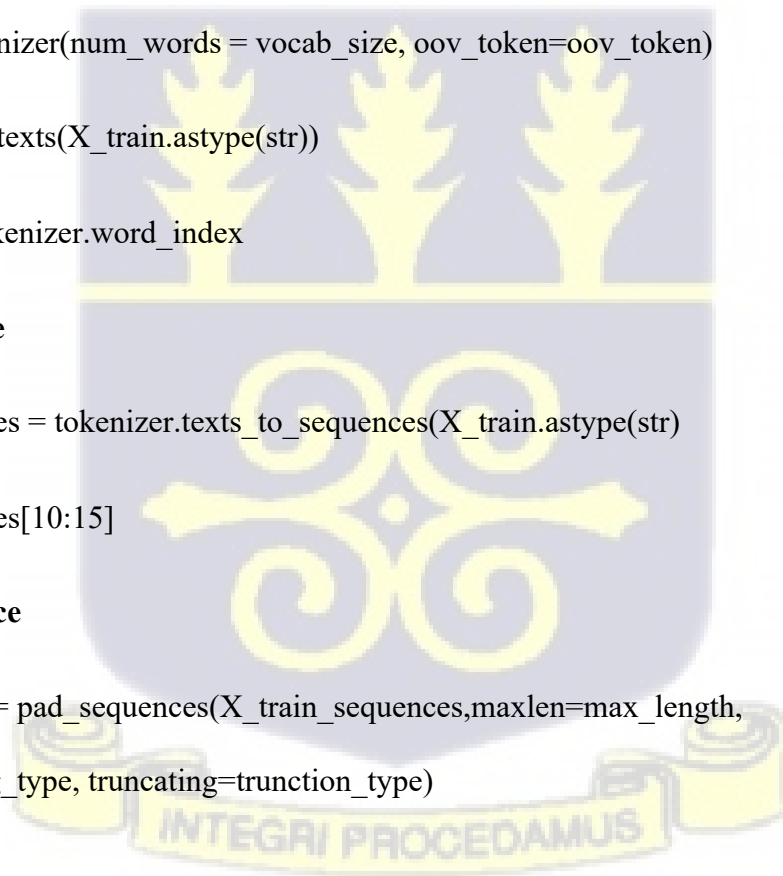 nizer(num_words = vocab_size, oov_token=oov_token)
texts(X_train.astype(str))
kenizer.word_index
e
es = tokenizer.texts_to_sequences(X_train.astype(str)
es[10:15]
ce
= pad_sequences(X_train_sequences,maxlen=max_length,
_type, truncating=trunction_type)
INTEGRI PROCEDAMUS